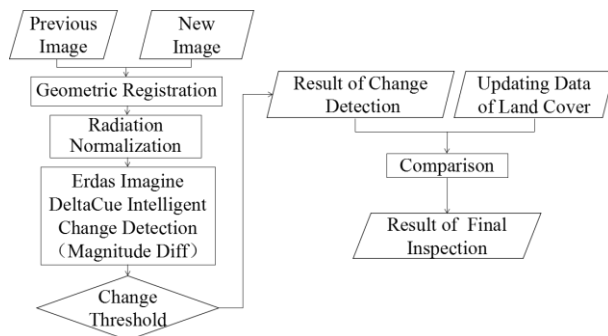 Previous
Image
New
Image
Geometric Registration
Radiation
Normalization
Erdas Imagine
DeltaCue Intelligent
Change Detection
（Magnitude Diff）
Change
Threshold
Result of Change
Detection
Updating Data
of Land Cover
Comparison
Result of Final
Inspection